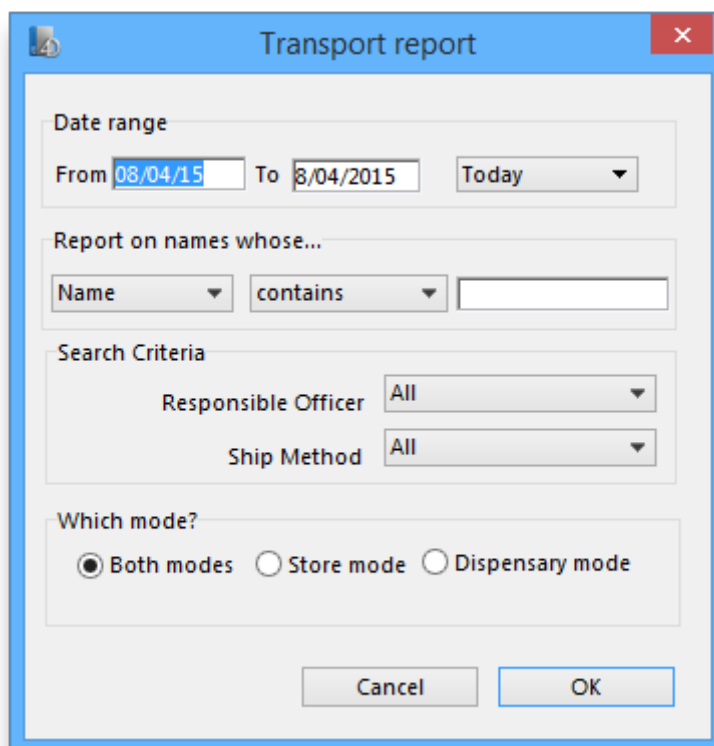 Transport report
Date range
From 08/04/15 To 8/04/2015 Today
Report on names whose...
Name contains
Search Criteria
Responsible Officer All
Ship Method All
Which mode?
Both modes Store mode Dispensary mode
Cancel OK